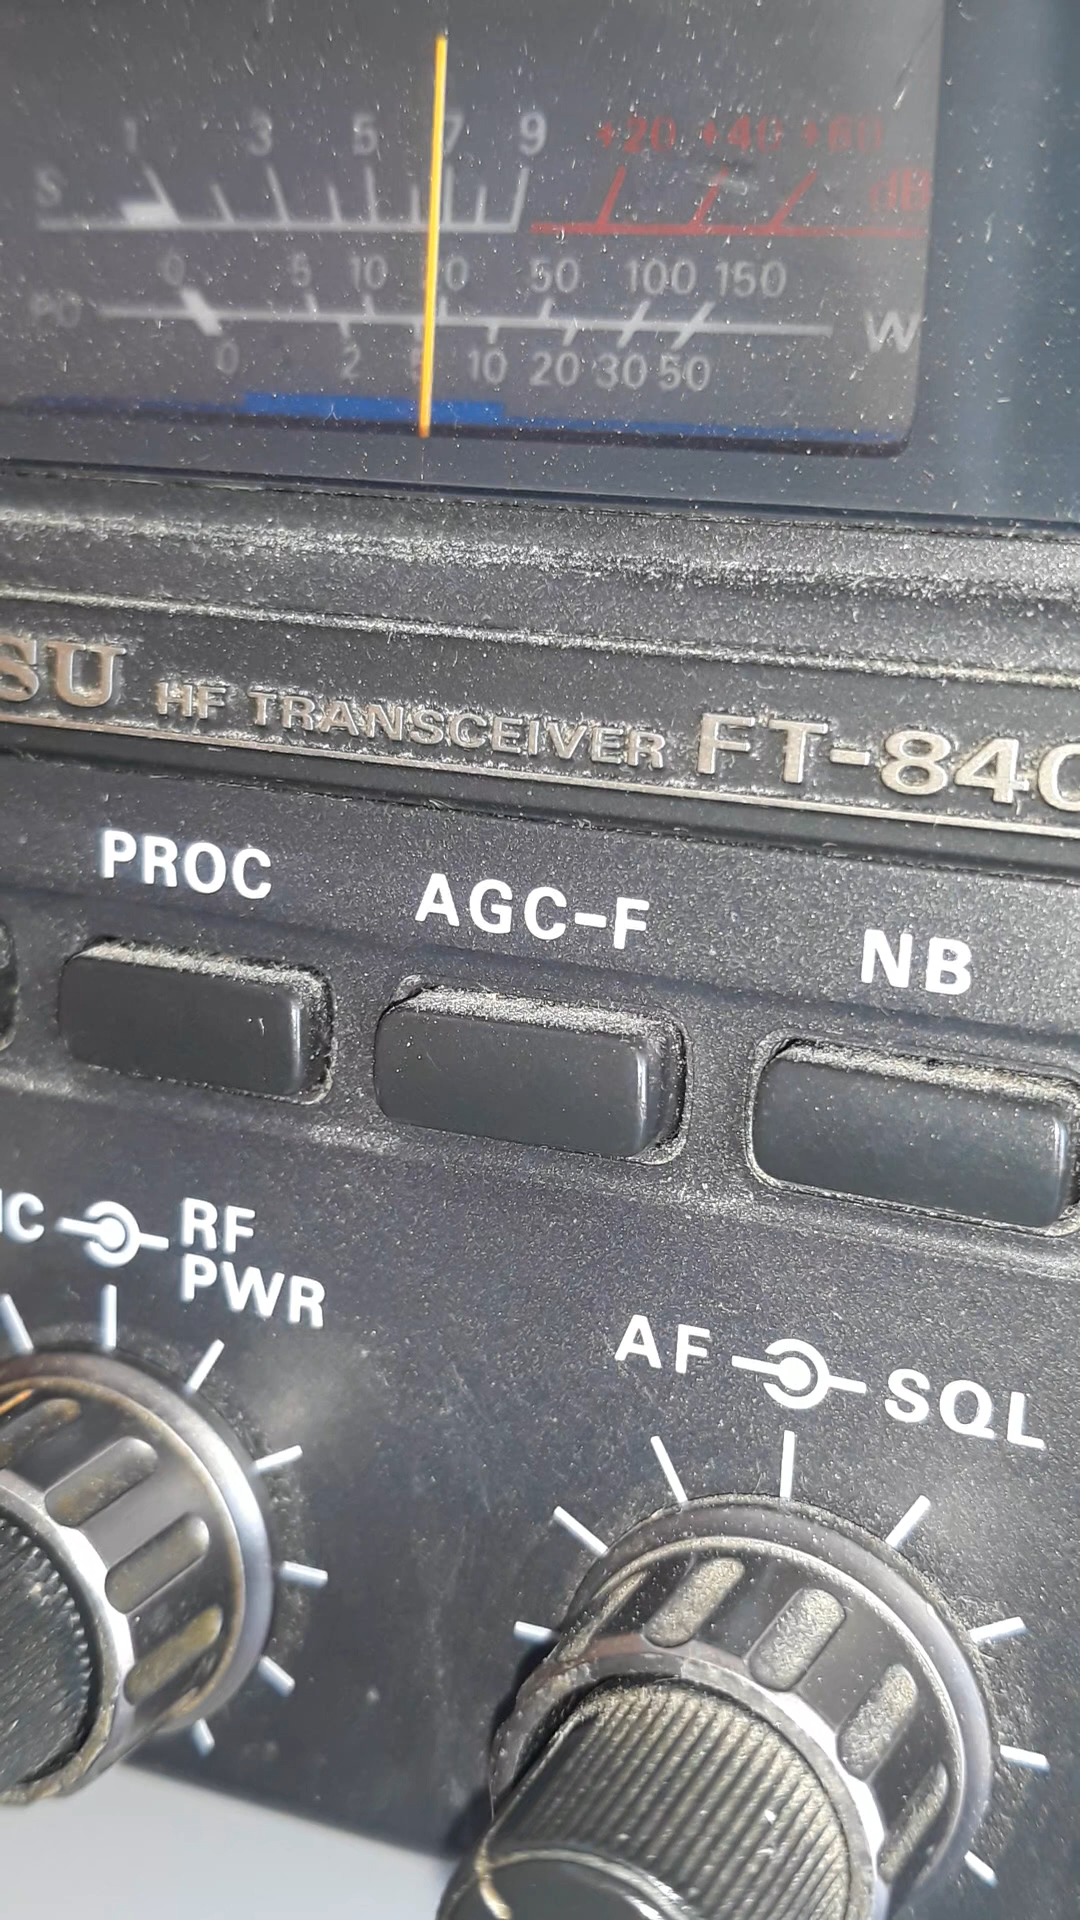 1 3 5 7 9 +20 +40 +60
S dB
0 5 10 50 100 150
PO W
0 2 5 10 20 30 50
SU HF TRANSCEIVER FT-840
PROC AGC-F NB
IC RF
PWR
AF SQL